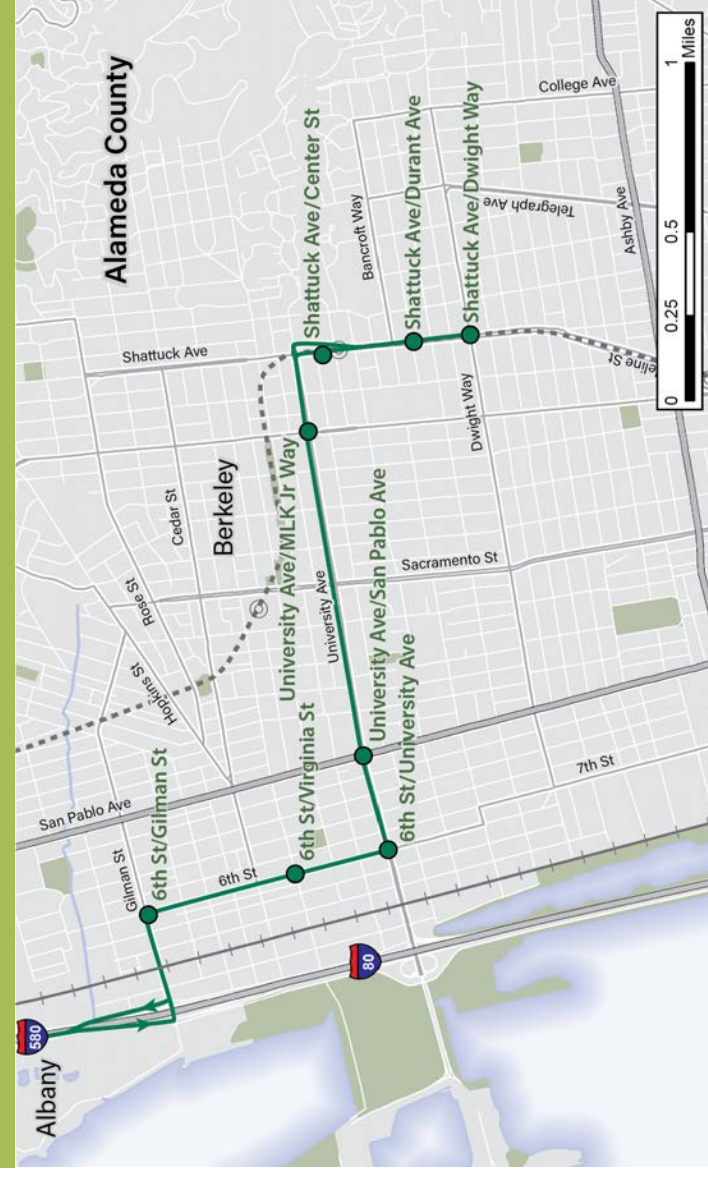 Alameda County
Shattuck Ave
Shattuck Ave/Center St
Bancroft Way
College Ave
Shattuck Ave/Durant Ave
Telegraph Ave
Shattuck Ave/Dwight Way
Ashby Ave
Dwight Way
Cedar St
Berkeley
University Ave/MLK Jr Way
Rose St
Hopkins St
University Ave
Sacramento St
University Ave/San Pablo Ave
6th St/Virginia St
6th St/University Ave
7th St
San Pablo Ave
Gilman St
6th St/Gilman St
6th St
580
80
Albany
0 0.25 0.5 1
Miles